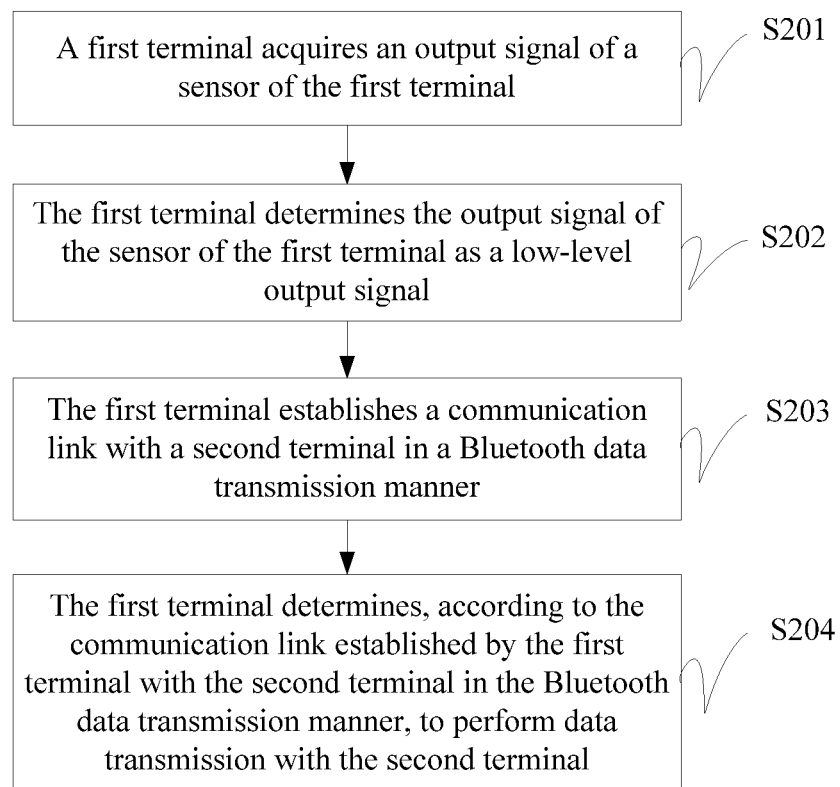 A first terminal acquires an output signal of a
sensor of the first terminal
S201
The first terminal determines the output signal of
the sensor of the first terminal as a low-level
output signal
S202
The first terminal establishes a communication
link with a second terminal in a Bluetooth data
transmission manner
S203
The first terminal determines, according to the
communication link established by the first
terminal with the second terminal in the Bluetooth
data transmission manner, to perform data
transmission with the second terminal
S204